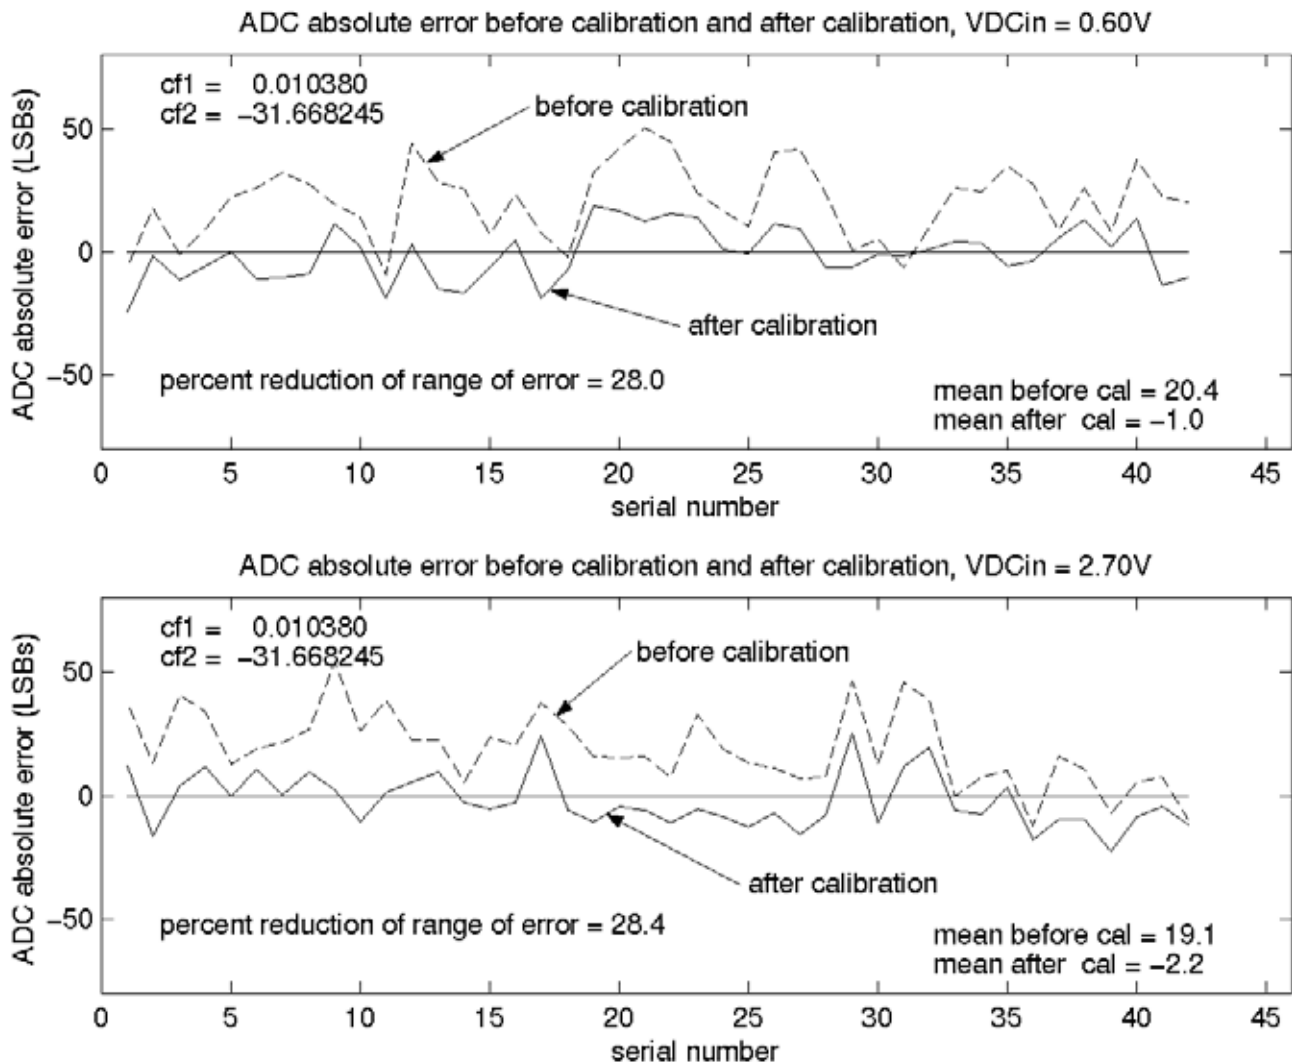 ADC absolute error before calibration and after calibration, VDCin = 0.60V
cf1 = 0.010380
cf2 = −31.668245
before calibration
after calibration
percent reduction of range of error = 28.0
mean before cal = 20.4
mean after cal = −1.0
ADC absolute error (LSBs)
50
0
−50
0 5 10 15 20 25 30 35 40 45
serial number
ADC absolute error before calibration and after calibration, VDCin = 2.70V
cf1 = 0.010380
cf2 = −31.668245
before calibration
after calibration
percent reduction of range of error = 28.4
mean before cal = 19.1
mean after cal = −2.2
ADC absolute error (LSBs)
50
0
−50
0 5 10 15 20 25 30 35 40 45
serial number